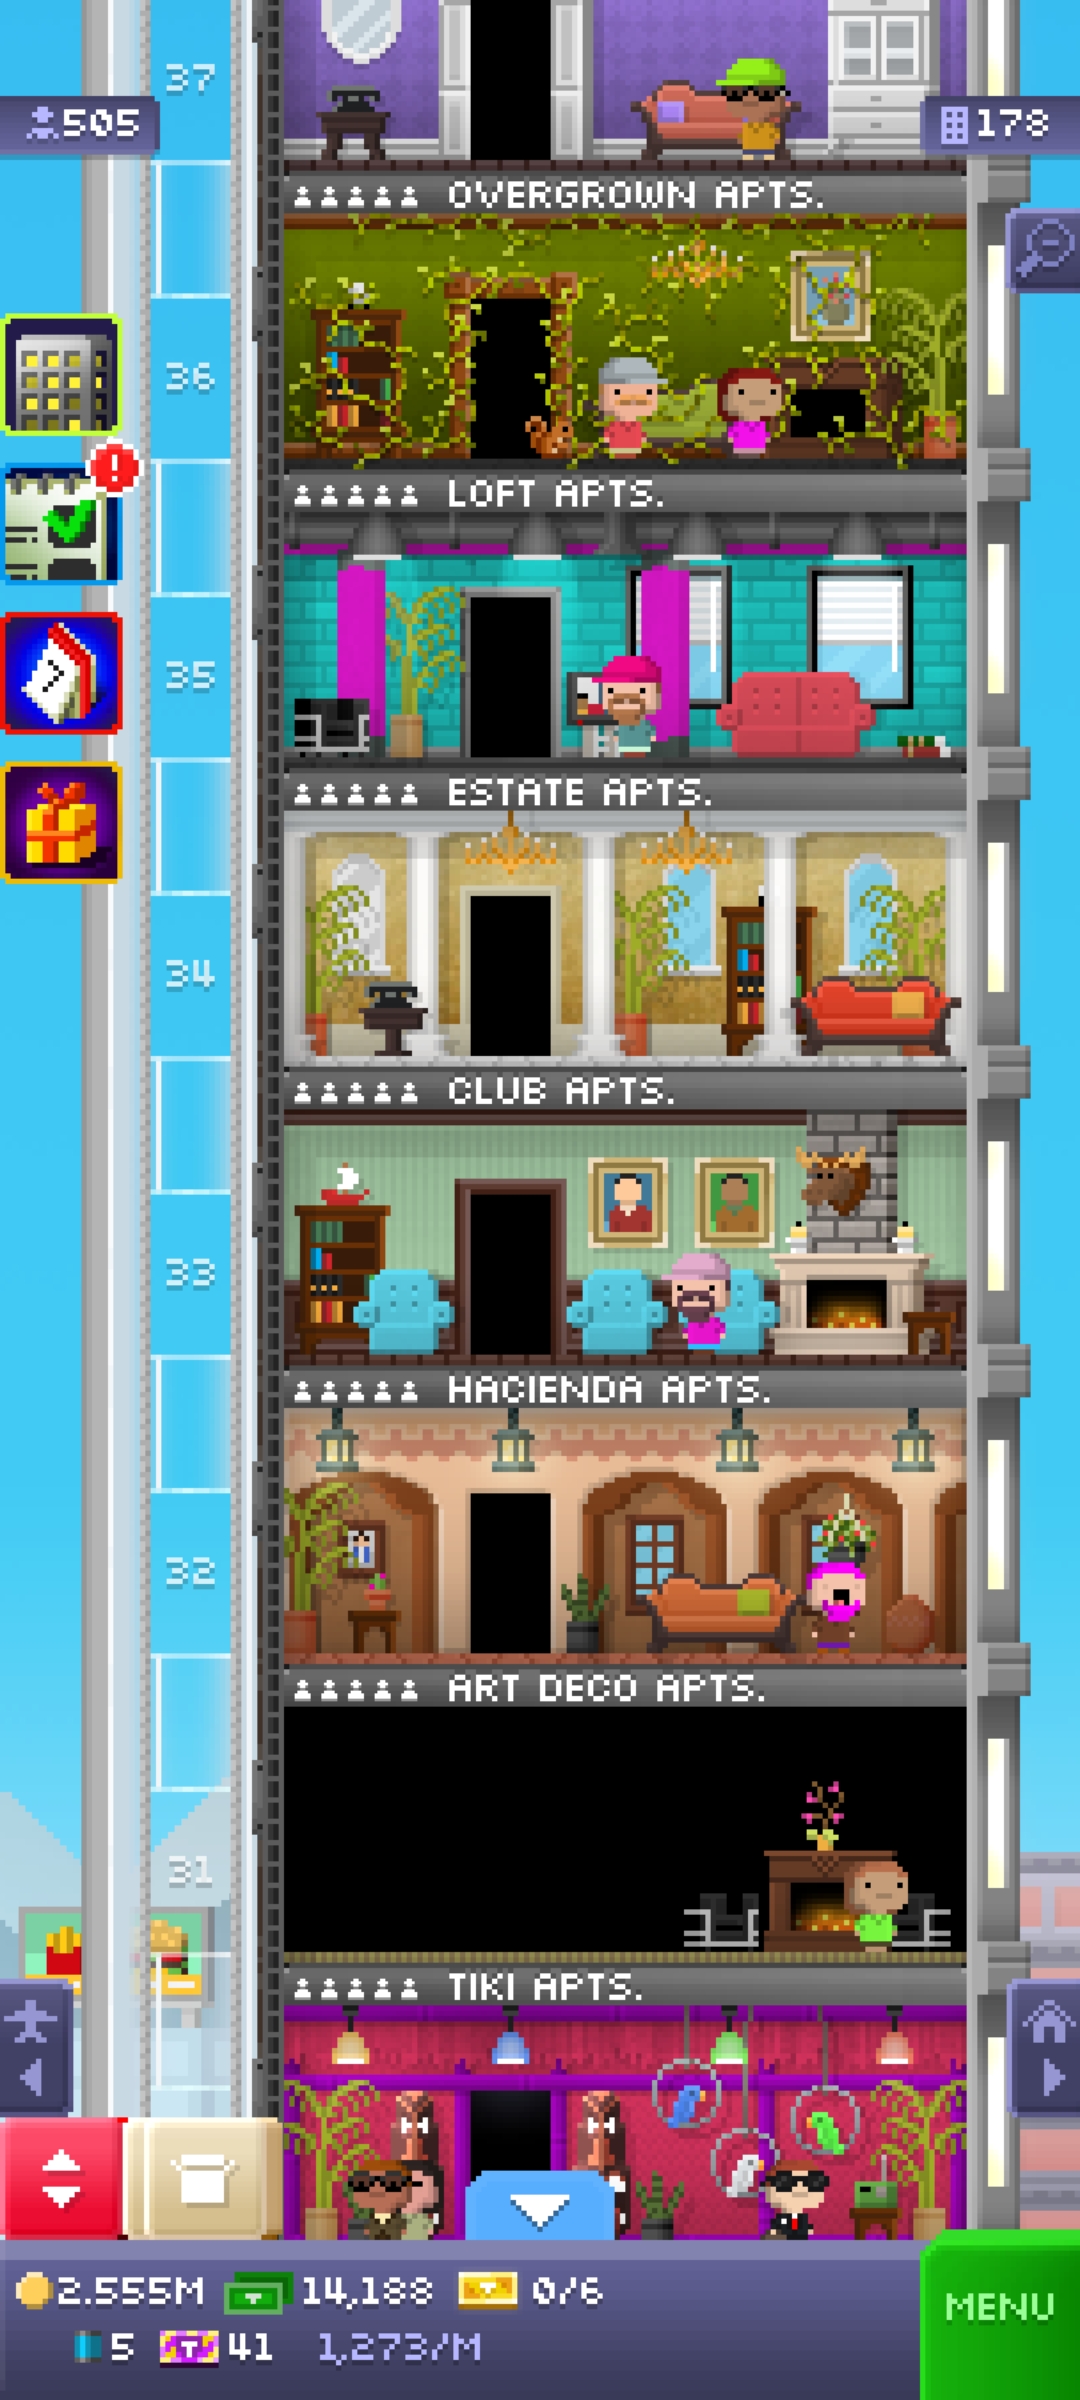 37
505
178
OVERGROWN APTS.
36
LOFT APTS.
35
7
ESTATE APTS.
34
CLUB APTS.
33
HACIENDA APTS.
32
ART DECO APTS.
31
TIKI APTS.
2.555M 14,188 0/6
MENU
5 T 41 1,273/M